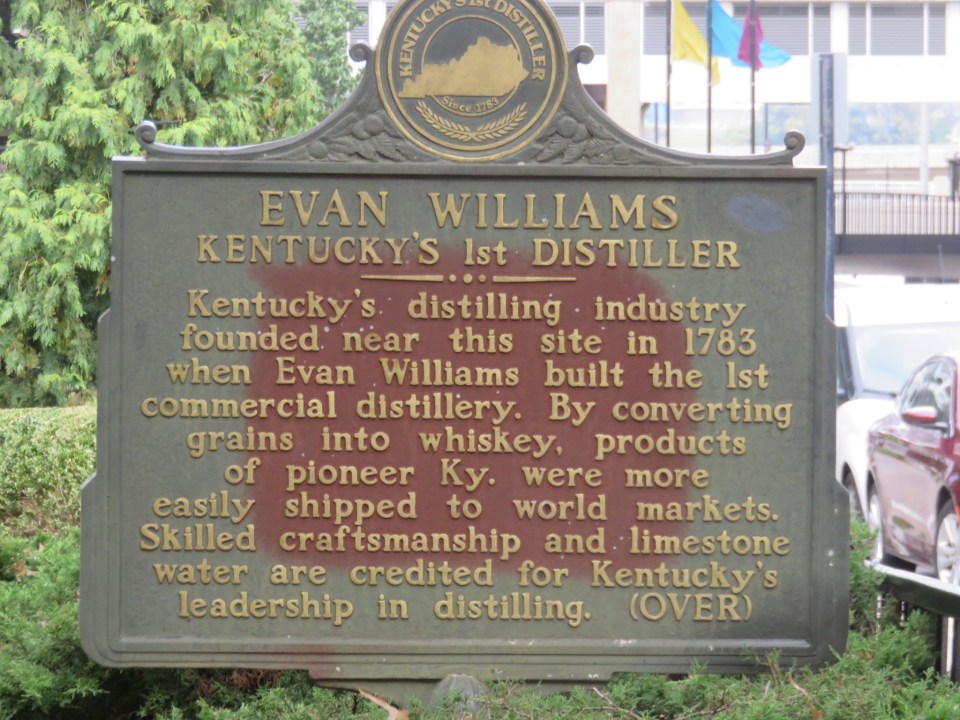 KENTUCKY'S 1st DISTILLER
Since 1783
EVAN WILLIAMS
KENTUCKY'S 1st DISTILLER
Kentucky's distilling industry
founded near this site in 1783
when Evan Williams built the 1st
commercial distillery. By converting
grains into whiskey, products
of pioneer Ky. were more
easily shipped to world markets.
Skilled craftsmanship and limestone
water are credited for Kentucky's
leadership in distilling. (OVER)